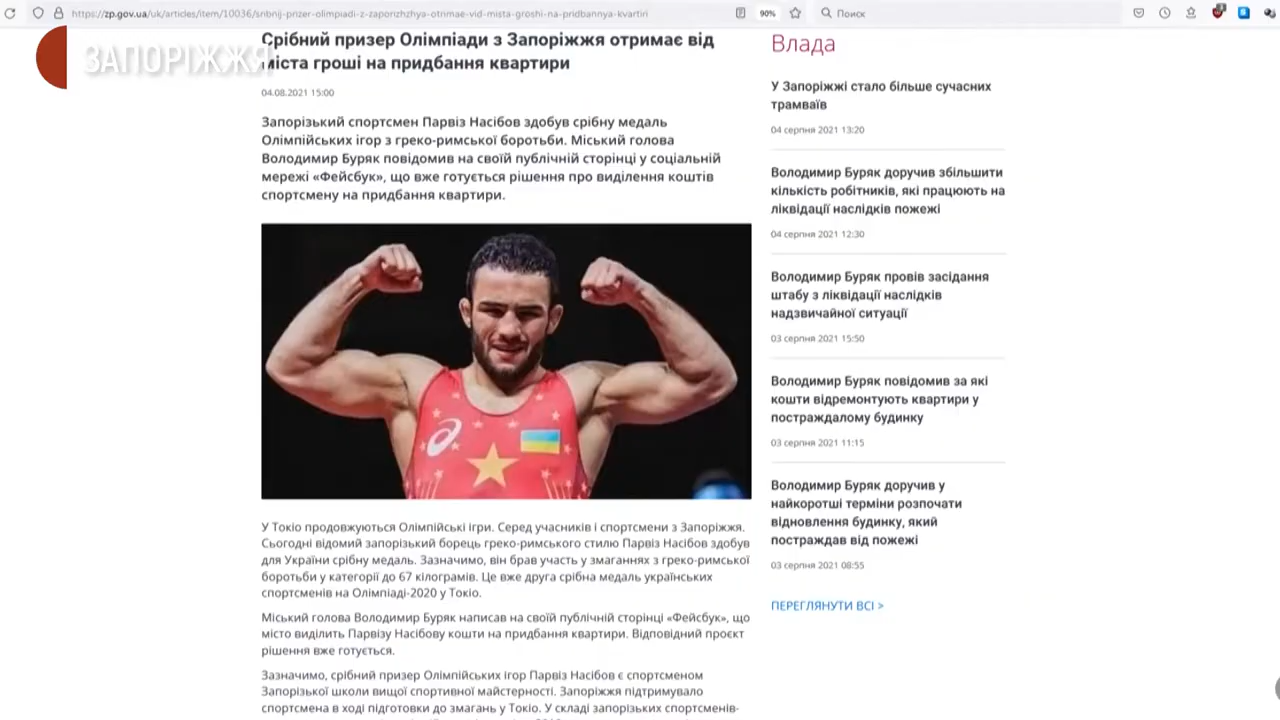 https://zp.gov.ua/uk/articles/item/10036/sribnij-prizer-olimpiadi-z-zaporizhzhya-otrimae-vid-mista-groshi-na-pridbannya-kvartiri
90%
Поиск
ЗАПОРІЖЖЯ
Срібний призер Олімпіади з Запоріжжя отримає від
міста гроші на придбання квартири
04.08.2021 15:00
Запорізький спортсмен Парвіз Насібов здобув срібну медаль
Олімпійських ігор з греко-римської боротьби. Міський голова
Володимир Буряк повідомив на своїй публічній сторінці у соціальній
мережі «Фейсбук», що вже готується рішення про виділення коштів
спортсмену на придбання квартири.
У Токіо продовжуються Олімпійські ігри. Серед учасників і спортсмени з Запоріжжя.
Сьогодні відомий запорізький борець греко-римського стилю Парвіз Насібов здобув
для України срібну медаль. Зазначимо, він брав участь у змаганнях з греко-римської
боротьби у категорії до 67 кілограмів. Це вже друга срібна медаль українських
спортсменів на Олімпіаді-2020 у Токіо.
Міський голова Володимир Буряк написав на своїй публічній сторінці «Фейсбук», що
місто виділить Парвізу Насібову кошти на придбання квартири. Відповідний проєкт
рішення вже готується.
Зазначимо, срібний призер Олімпійських ігор Парвіз Насібов є спортсменом
Запорізької школи вищої спортивної майстерності. Запоріжжя підтримувало
спортсмена в ході підготовки до змагань у Токіо. У складі запорізьких спортсменів-
Влада
У Запоріжжі стало більше сучасних
трамваїв
04 серпня 2021 13:20
Володимир Буряк доручив збільшити
кількість робітників, які працюють на
ліквідації наслідків пожежі
04 серпня 2021 12:30
Володимир Буряк провів засідання
штабу з ліквідації наслідків
надзвичайної ситуації
03 серпня 2021 15:50
Володимир Буряк повідомив за які
кошти відремонтують квартири у
постраждалому будинку
03 серпня 2021 11:15
Володимир Буряк доручив у
найкоротші терміни розпочати
відновлення будинку, який
постраждав від пожежі
03 серпня 2021 08:55
ПЕРЕГЛЯНУТИ ВСІ >